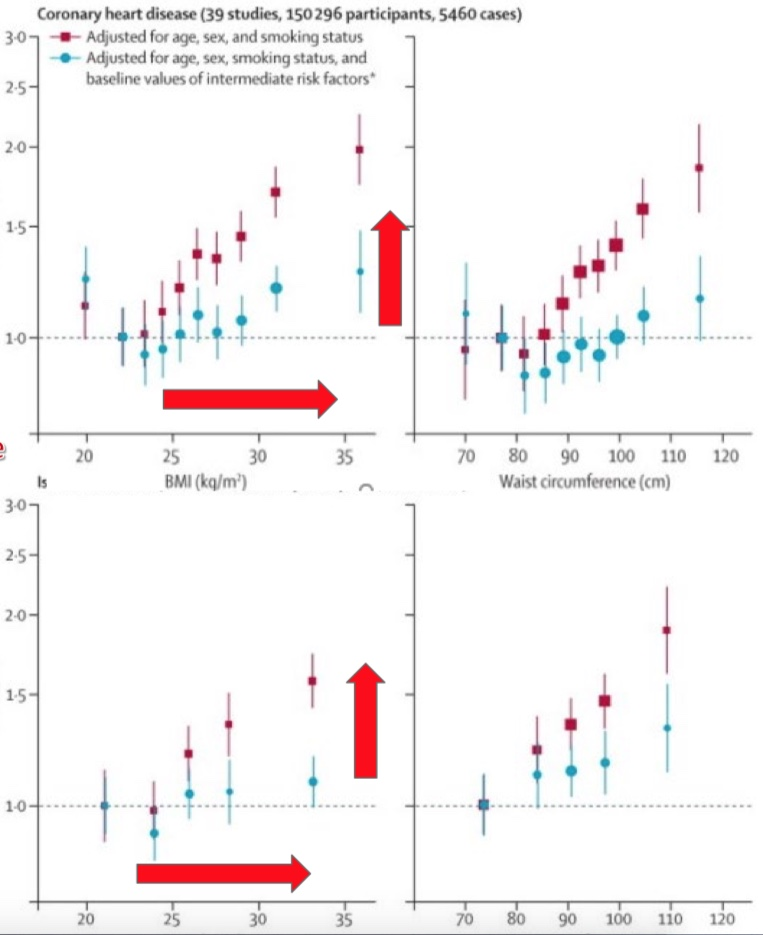 Coronary heart disease (39 studies, 150 296 participants, 5460 cases)
Adjusted for age, sex, and smoking status
Adjusted for age, sex, smoking status, and
baseline values of intermediate risk factors*
3·0
2·5
2·0
1·5
1·0
20 25 30 35
BMI (kg/m²)
70 80 90 100 110 120
Waist circumference (cm)
e
Is
3·0
2·5
2·0
1·5
1·0
20 25 30 35
70 80 90 100 110 120